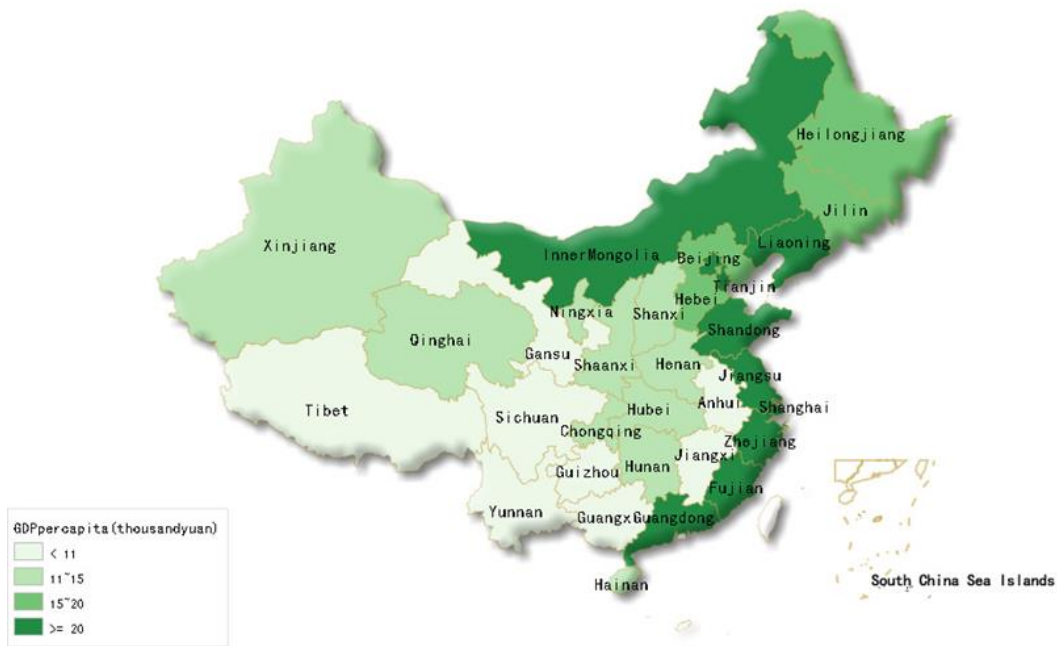 Heilongjiang
Jilin
Liaoning
Xinjiang
InnerMongolia
Beijing
Tianjin
Hebei
Ningxia
Shanxi
Shandong
Qinghai
Gansu
Shaanxi
Henan
Jiangsu
Tibet
Sichuan
Hubei
Anhui
Shanghai
Chongqing
Zhejiang
Guizhou
Hunan
Jiangxi
Fujian
Yunnan
Guangxi
Guangdong
Hainan
South China Sea Islands
GDPpercapita(thousandyuan)
< 11
11~15
15~20
>= 20